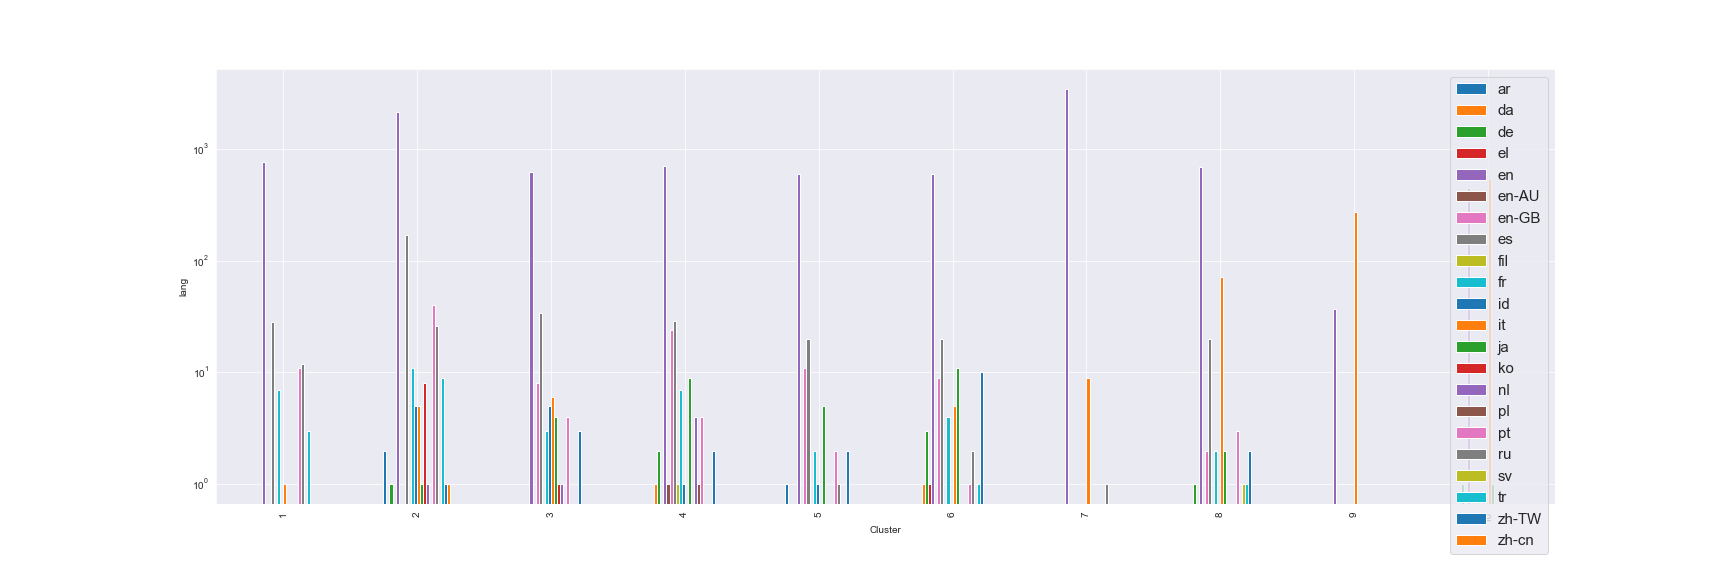 10³
10²
10¹
10⁰
lang
1
2
3
4
5
6
7
8
9
Cluster
ar
da
de
el
en
en-AU
en-GB
es
fil
fr
id
it
ja
ko
nl
pl
pt
ru
sv
tr
zh-TW
zh-cn